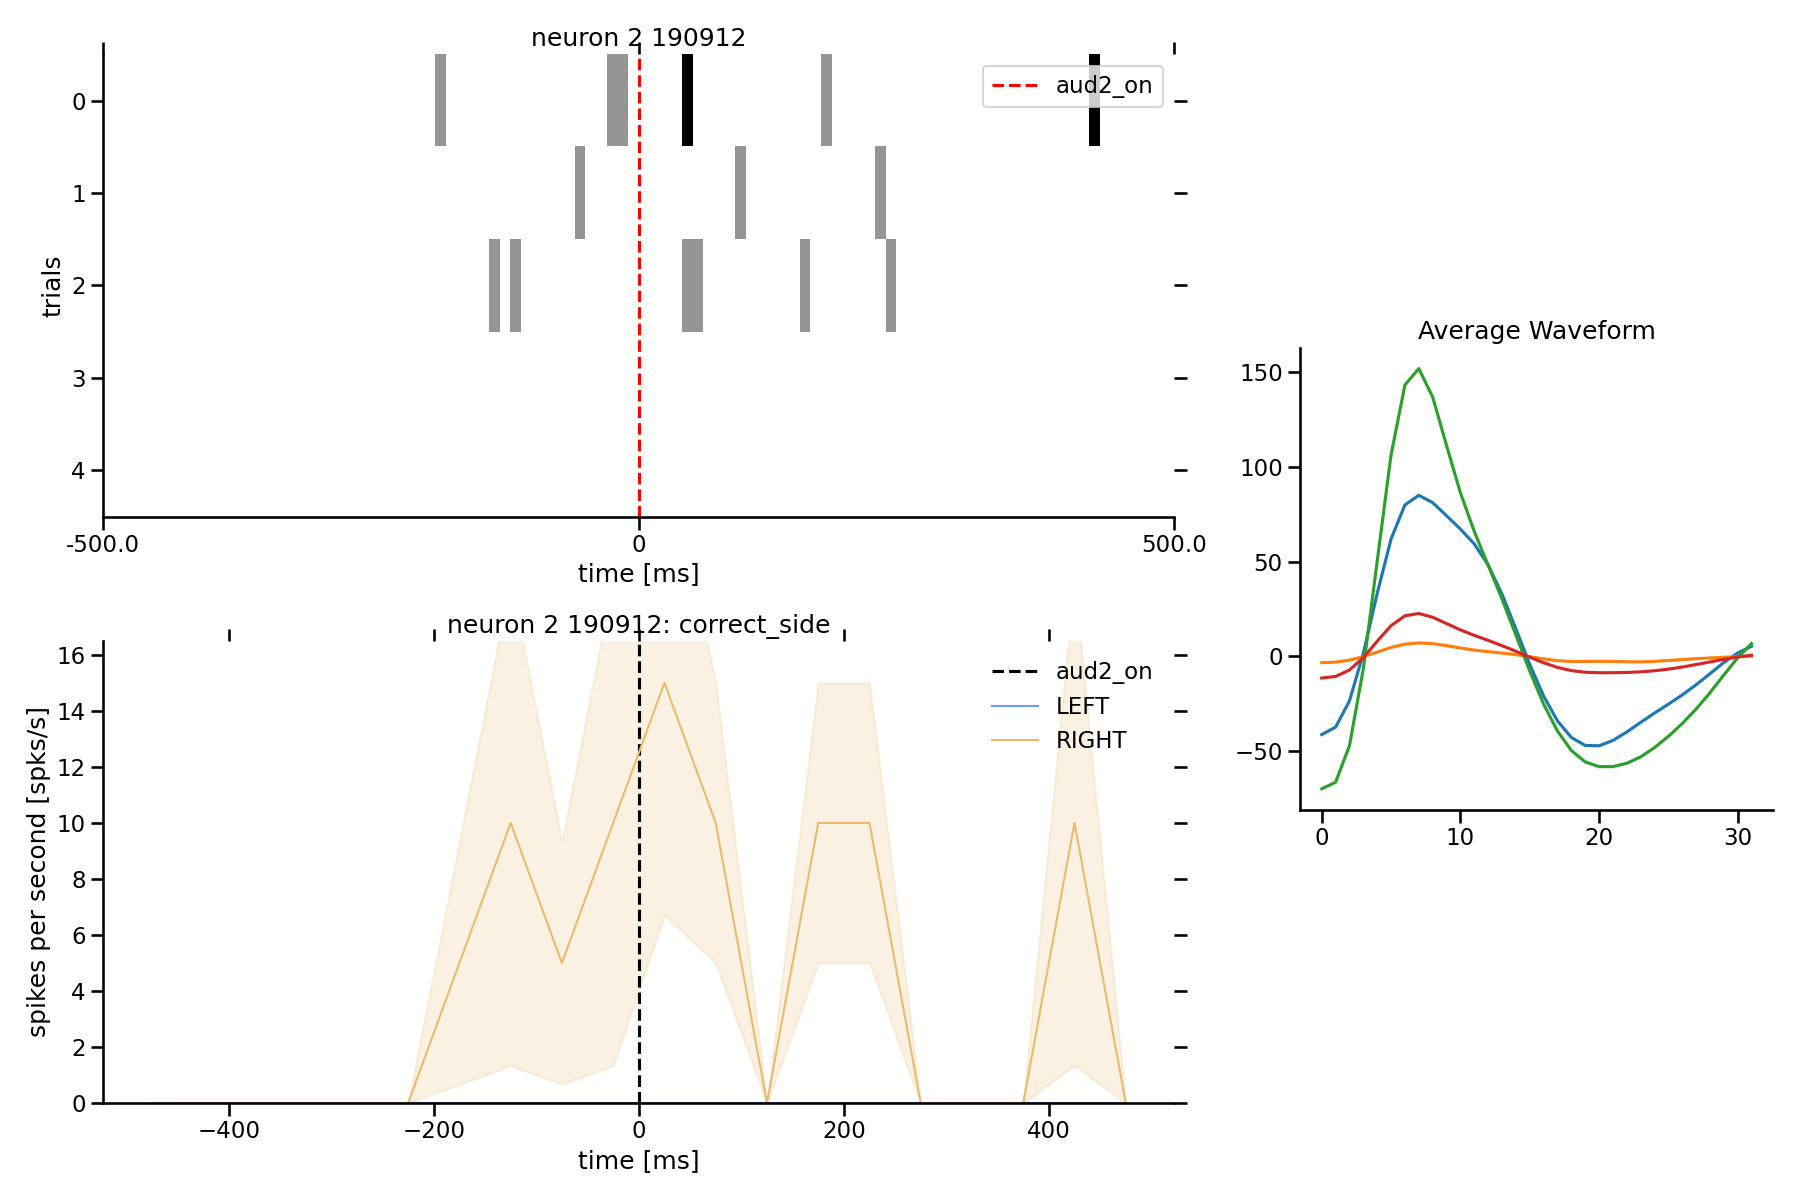 neuron 2 190912
aud2_on
0
1
2
3
4
trials
-500.0
0
500.0
time [ms]
neuron 2 190912: correct_side
aud2_on
LEFT
RIGHT
16
14
12
10
8
6
4
2
0
spikes per second [spks/s]
−400
−200
0
200
400
time [ms]
Average Waveform
150
100
50
0
−50
0
10
20
30